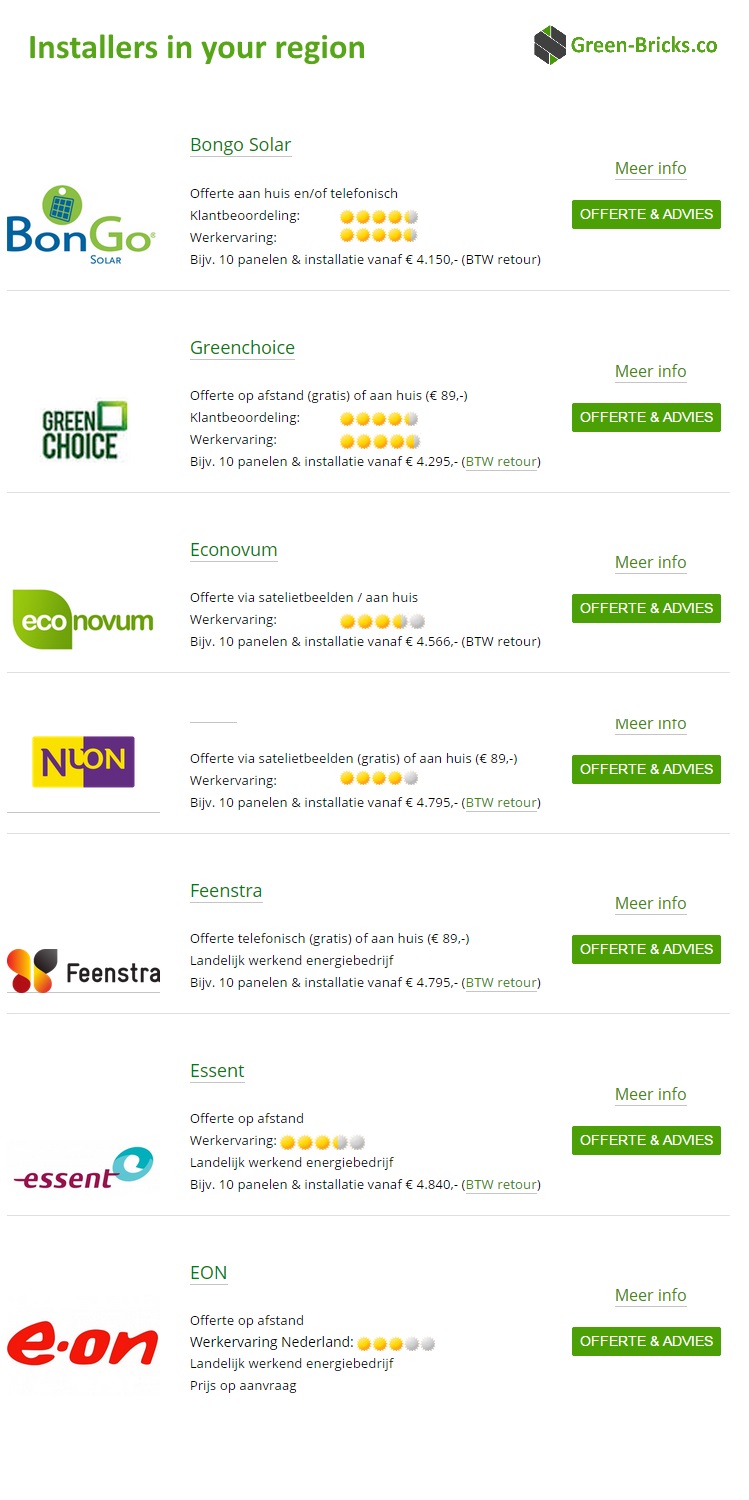 Installers in your region
Green-Bricks.co
Bongo Solar
Meer info
BonGo
SOLAR
Offerte aan huis en/of telefonisch
OFFERTE & ADVIES
Klantbeoordeling:
Werkervaring:
Bijv. 10 panelen & installatie vanaf € 4.150,- (BTW retour)
Greenchoice
Meer info
GREEN
CHOICE
Offerte op afstand (gratis) of aan huis (€ 89,-)
OFFERTE & ADVIES
Klantbeoordeling:
Werkervaring:
Bijv. 10 panelen & installatie vanaf € 4.295,- (BTW retour)
Econovum
Meer info
eco novum
Offerte via satelietbeelden / aan huis
OFFERTE & ADVIES
Werkervaring:
Bijv. 10 panelen & installatie vanaf € 4.566,- (BTW retour)
Meer info
NUON
Offerte via satelietbeelden (gratis) of aan huis (€ 89,-)
OFFERTE & ADVIES
Werkervaring:
Bijv. 10 panelen & installatie vanaf € 4.795,- (BTW retour)
Feenstra
Meer info
Feenstra
Offerte telefonisch (gratis) of aan huis (€ 89,-)
OFFERTE & ADVIES
Landelijk werkend energiebedrijf
Bijv. 10 panelen & installatie vanaf € 4.795,- (BTW retour)
Essent
Meer info
essent
Offerte op afstand
OFFERTE & ADVIES
Werkervaring:
Landelijk werkend energiebedrijf
Bijv. 10 panelen & installatie vanaf € 4.840,- (BTW retour)
EON
Meer info
e·on
Offerte op afstand
OFFERTE & ADVIES
Werkervaring Nederland:
Landelijk werkend energiebedrijf
Prijs op aanvraag